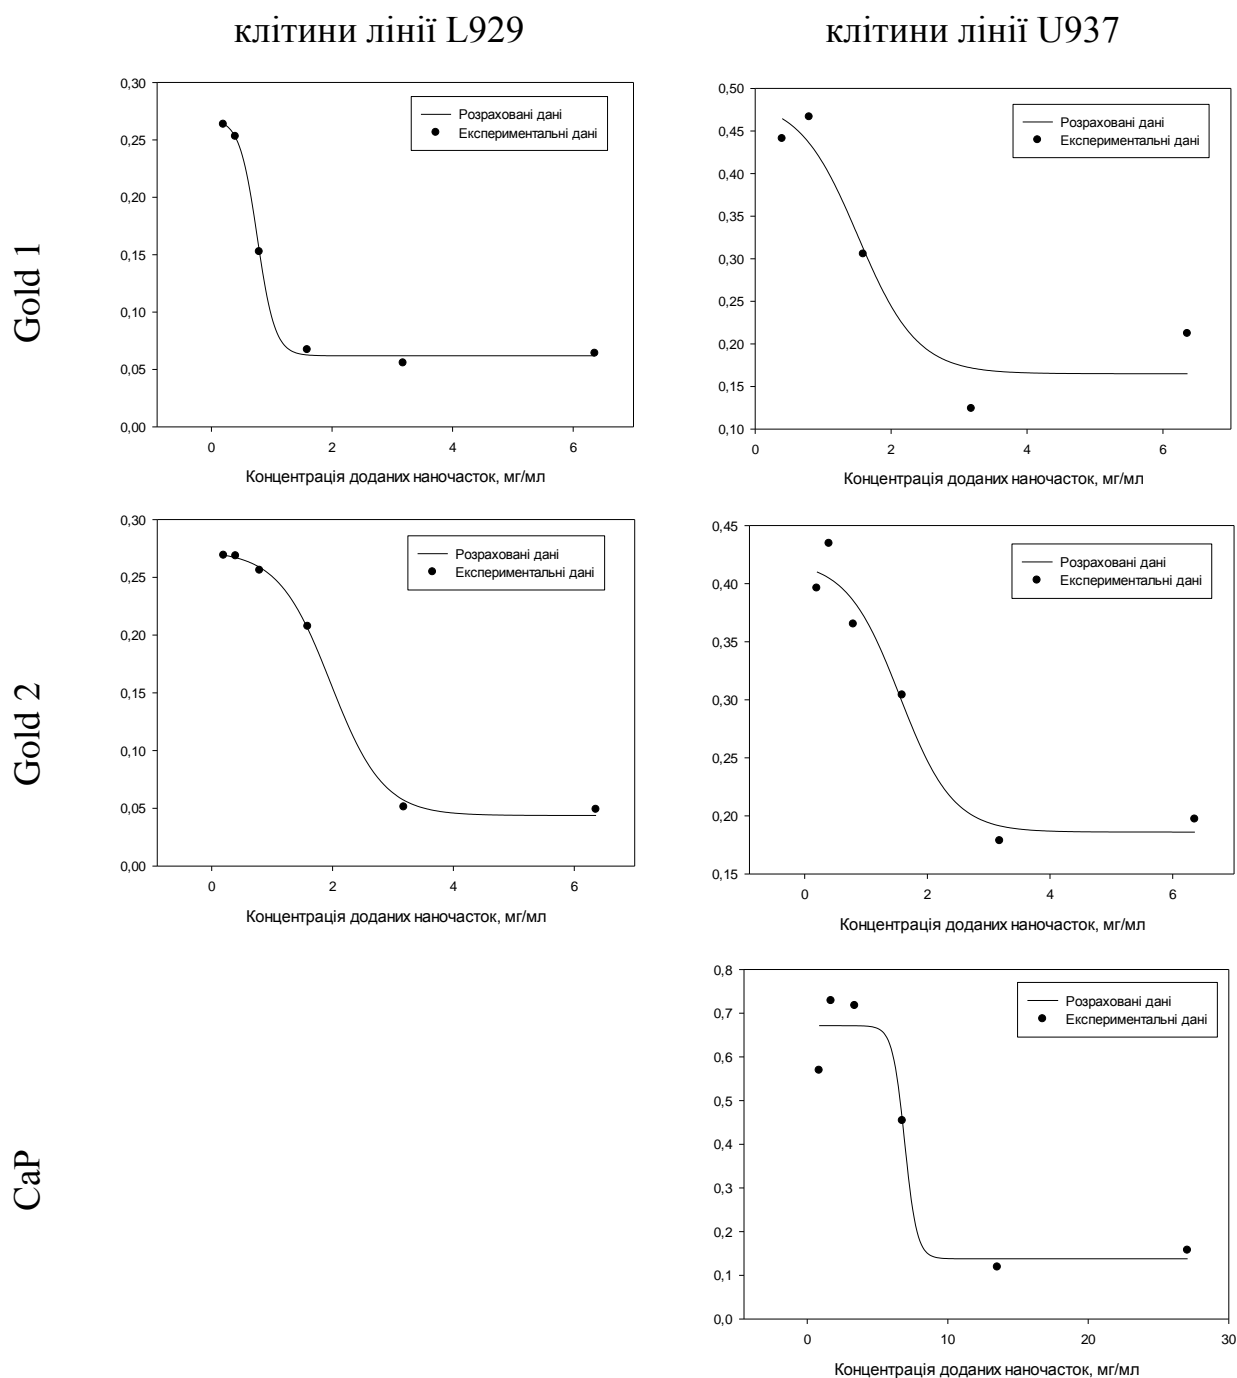 клітини лінії L929
клітини лінії U937
Gold 1
0,30
0,25
0,20
0,15
0,10
0,05
0,00
Розраховані дані
Експериментальні дані
0 2 4 6
Концентрація доданих наночасток, мг/мл
0,50
0,45
0,40
0,35
0,30
0,25
0,20
0,15
0,10
Розраховані дані
Експериментальні дані
0 2 4 6
Концентрація доданих наночасток, мг/мл
Gold 2
0,30
0,25
0,20
0,15
0,10
0,05
0,00
Розраховані дані
Експериментальні дані
0 2 4 6
Концентрація доданих наночасток, мг/мл
0,45
0,40
0,35
0,30
0,25
0,20
0,15
Розраховані дані
Експериментальні дані
0 2 4 6
Концентрація доданих наночасток, мг/мл
CaP
0,8
0,7
0,6
0,5
0,4
0,3
0,2
0,1
0,0
Розраховані дані
Експериментальні дані
0 10 20 30
Концентрація доданих наночасток, мг/мл